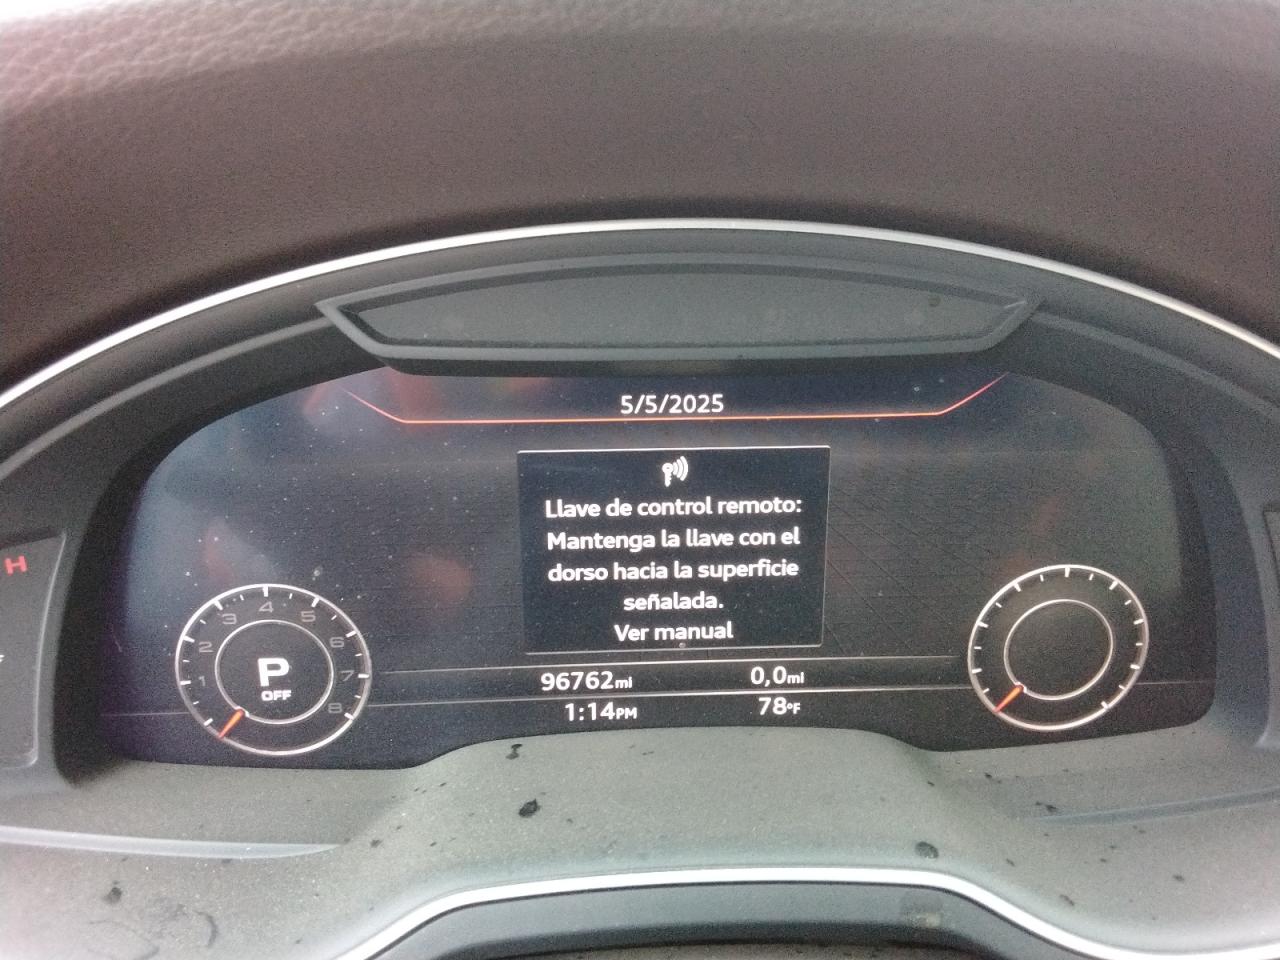 5/5/2025
Llave de control remoto:
Mantenga la llave con el
dorso hacia la superficie
señalada.
Ver manual
96762mi 0,0mi
1:14PM 78°F
1 2 3 4 5 6 7 8
P
OFF
H